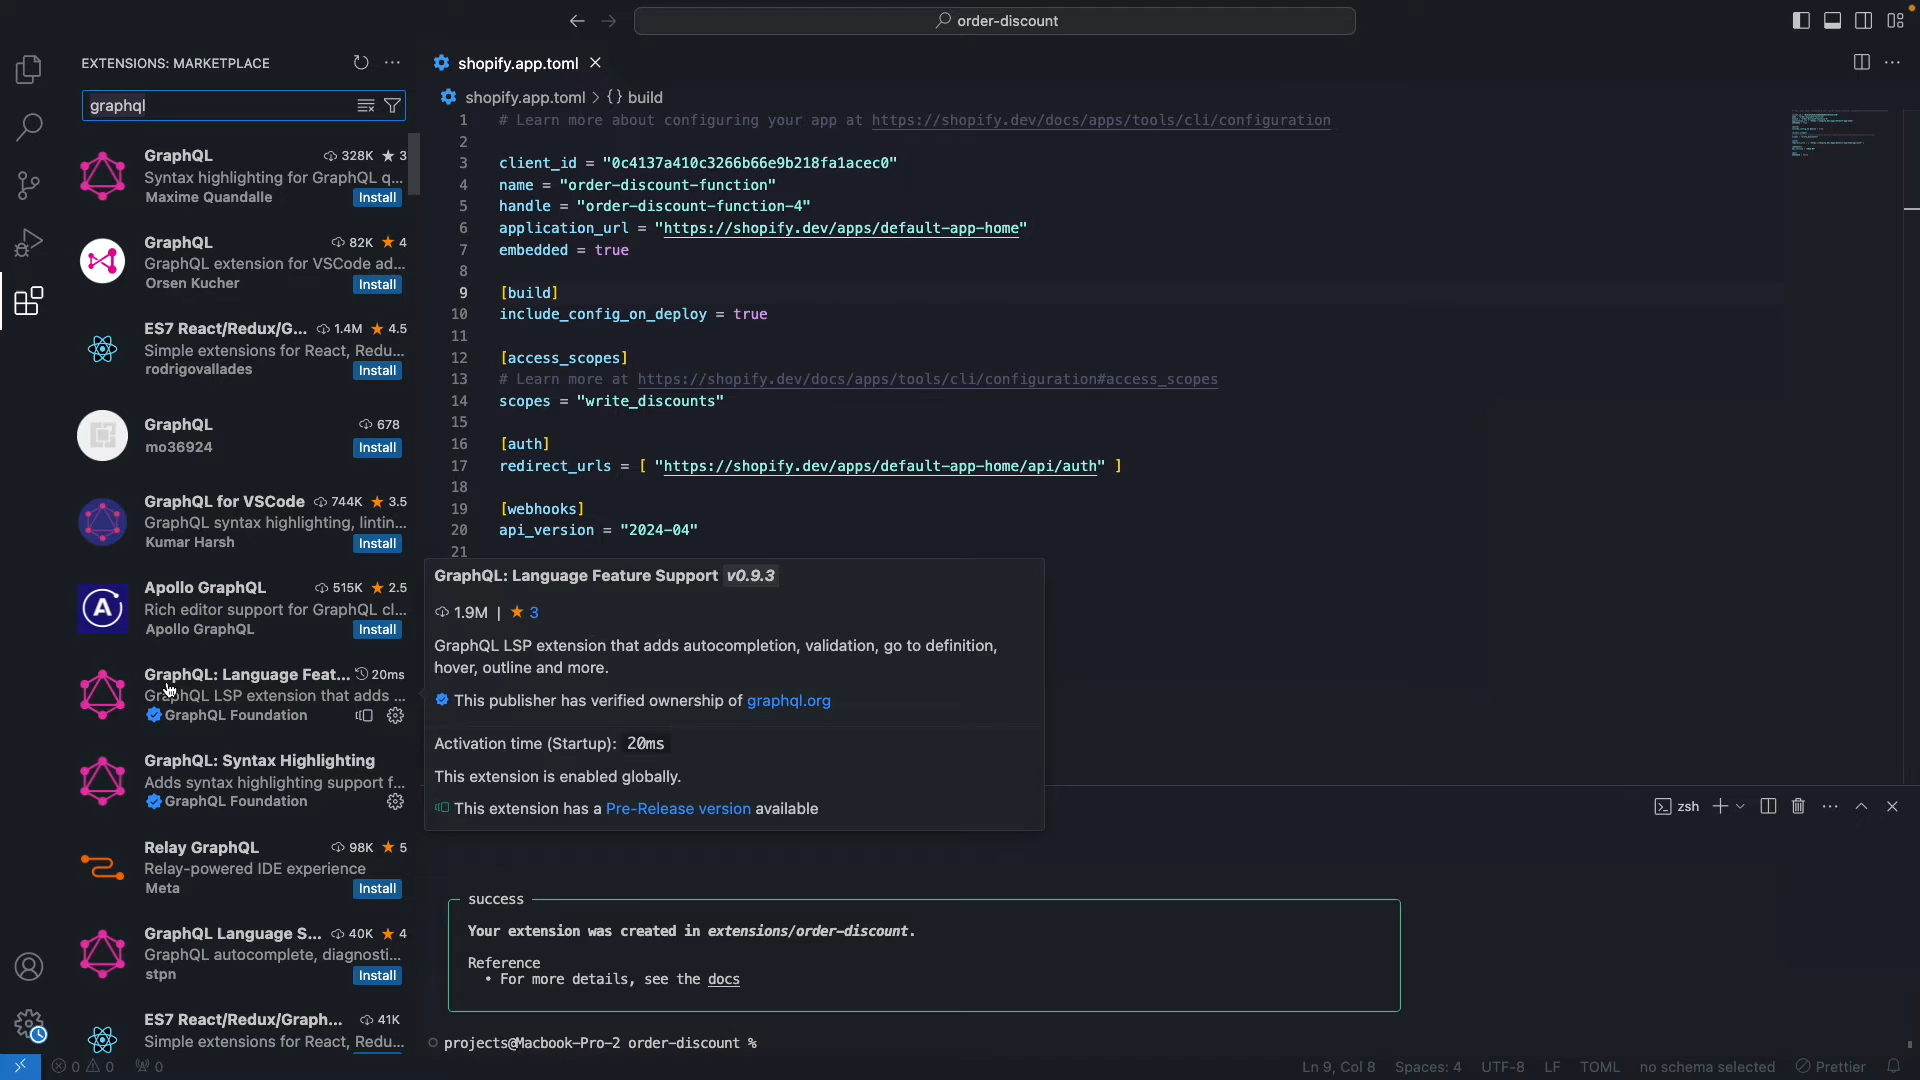 order-discount
EXTENSIONS: MARKETPLACE
graphql
GraphQL 328K ★ 3
Syntax highlighting for GraphQL q...
Maxime Quandalle Install
GraphQL 82K ★ 4
GraphQL extension for VSCode ad...
Orsen Kucher Install
ES7 React/Redux/G... 1.4M ★ 4.5
Simple extensions for React, Redu...
rodrigovallades Install
GraphQL 678
mo36924 Install
GraphQL for VSCode 744K ★ 3.5
GraphQL syntax highlighting, lintin...
Kumar Harsh Install
Apollo GraphQL 515K ★ 2.5
Rich editor support for GraphQL cl...
Apollo GraphQL Install
GraphQL: Language Feat... 20ms
GraphQL LSP extension that adds ...
GraphQL Foundation
GraphQL: Syntax Highlighting
Adds syntax highlighting support f...
GraphQL Foundation
Relay GraphQL 98K ★ 5
Relay-powered IDE experience
Meta Install
GraphQL Language S... 40K ★ 4
GraphQL autocomplete, diagnosti...
stpn Install
ES7 React/Redux/Graph... 41K
Simple extensions for React, Redu...
shopify.app.toml
shopify.app.toml > {} build
1 # Learn more about configuring your app at https://shopify.dev/docs/apps/tools/cli/configuration
2
3 client_id = "0c4137a410c3266b66e9b218fa1acec0"
4 name = "order-discount-function"
5 handle = "order-discount-function-4"
6 application_url = "https://shopify.dev/apps/default-app-home"
7 embedded = true
8
9 [build]
10 include_config_on_deploy = true
11
12 [access_scopes]
13 # Learn more at https://shopify.dev/docs/apps/tools/cli/configuration#access_scopes
14 scopes = "write_discounts"
15
16 [auth]
17 redirect_urls = [ "https://shopify.dev/apps/default-app-home/api/auth" ]
18
19 [webhooks]
20 api_version = "2024-04"
21
GraphQL: Language Feature Support v0.9.3
1.9M | ★ 3
GraphQL LSP extension that adds autocompletion, validation, go to definition,
hover, outline and more.
This publisher has verified ownership of graphql.org
Activation time (Startup): 20ms
This extension is enabled globally.
This extension has a Pre-Release version available
zsh
success
Your extension was created in extensions/order-discount.
Reference
• For more details, see the docs
projects@Macbook-Pro-2 order-discount %
0 0 0
Ln 9, Col 8 Spaces: 4 UTF-8 LF TOML no schema selected Prettier